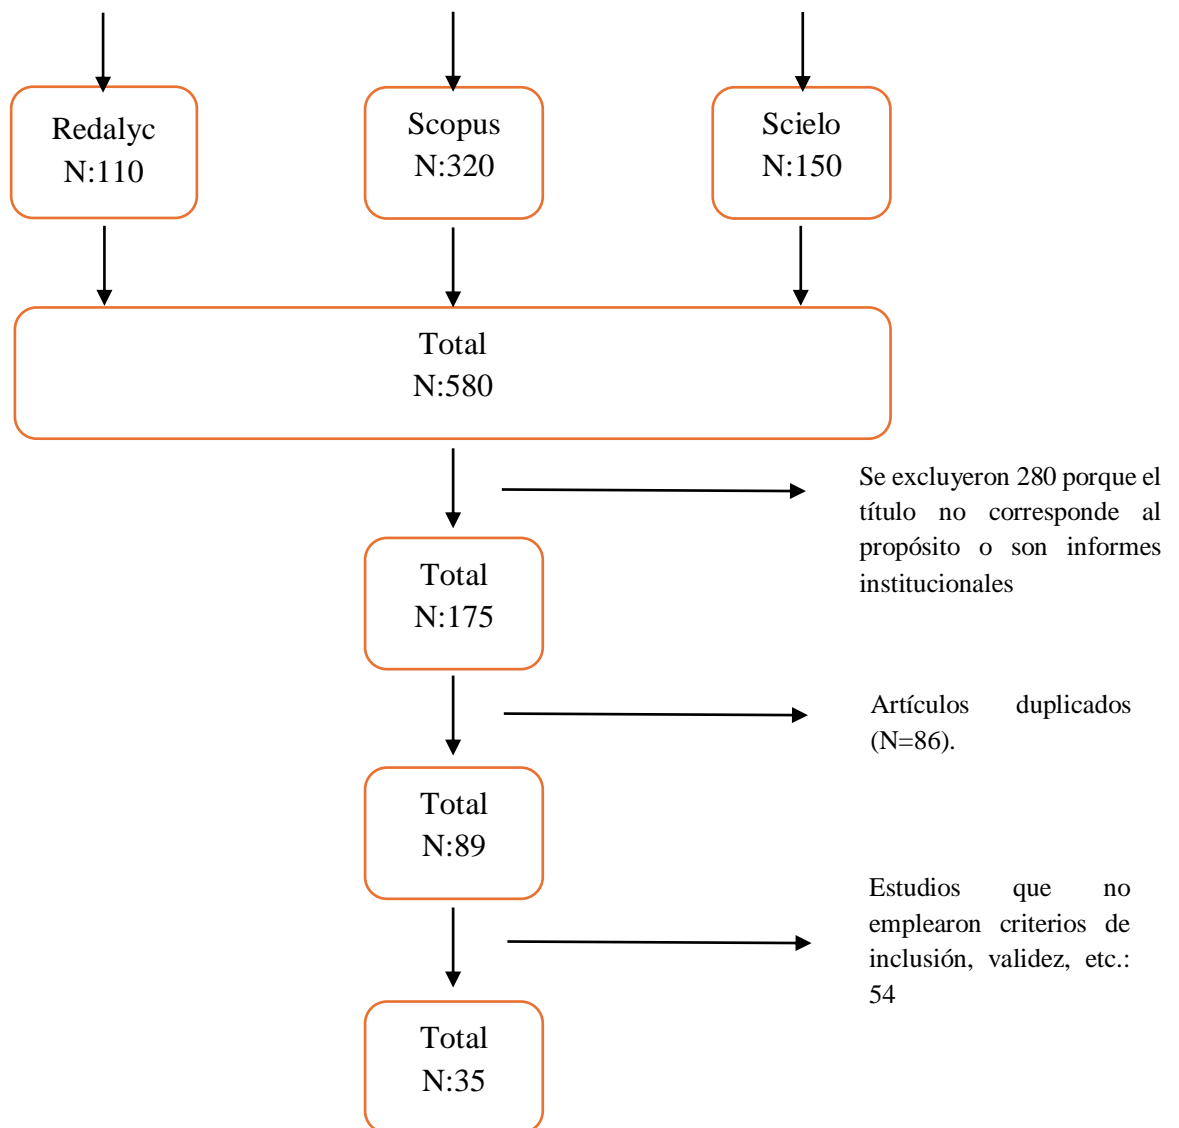 Redalyc
N:110
Scopus
N:320
Scielo
N:150
Total
N:580
Se excluyeron 280 porque el
título no corresponde al
propósito o son informes
institucionales
Total
N:175
Artículos duplicados
(N=86).
Total
N:89
Estudios que no
emplearon criterios de
inclusión, validez, etc.:
54
Total
N:35